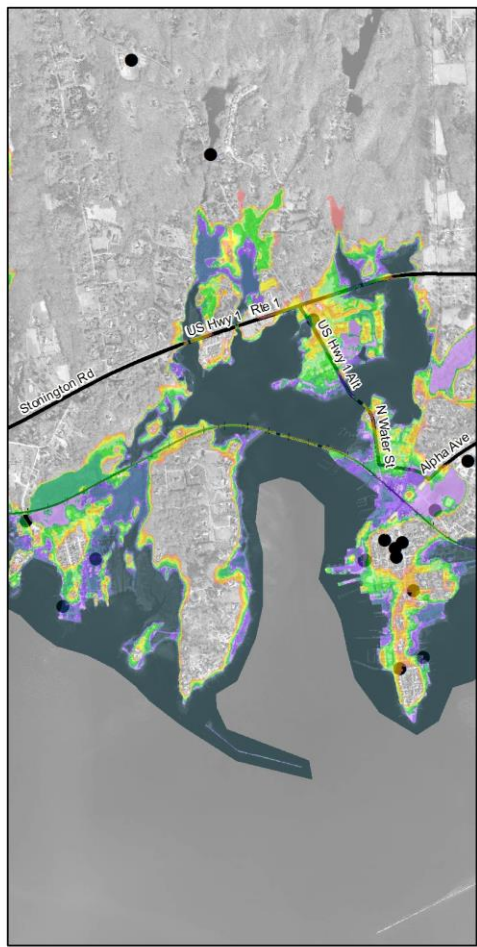 US Hwy 1 Rte 1
Stonington Rd
US Hwy 1 Alt
N Water St
Alpha Ave